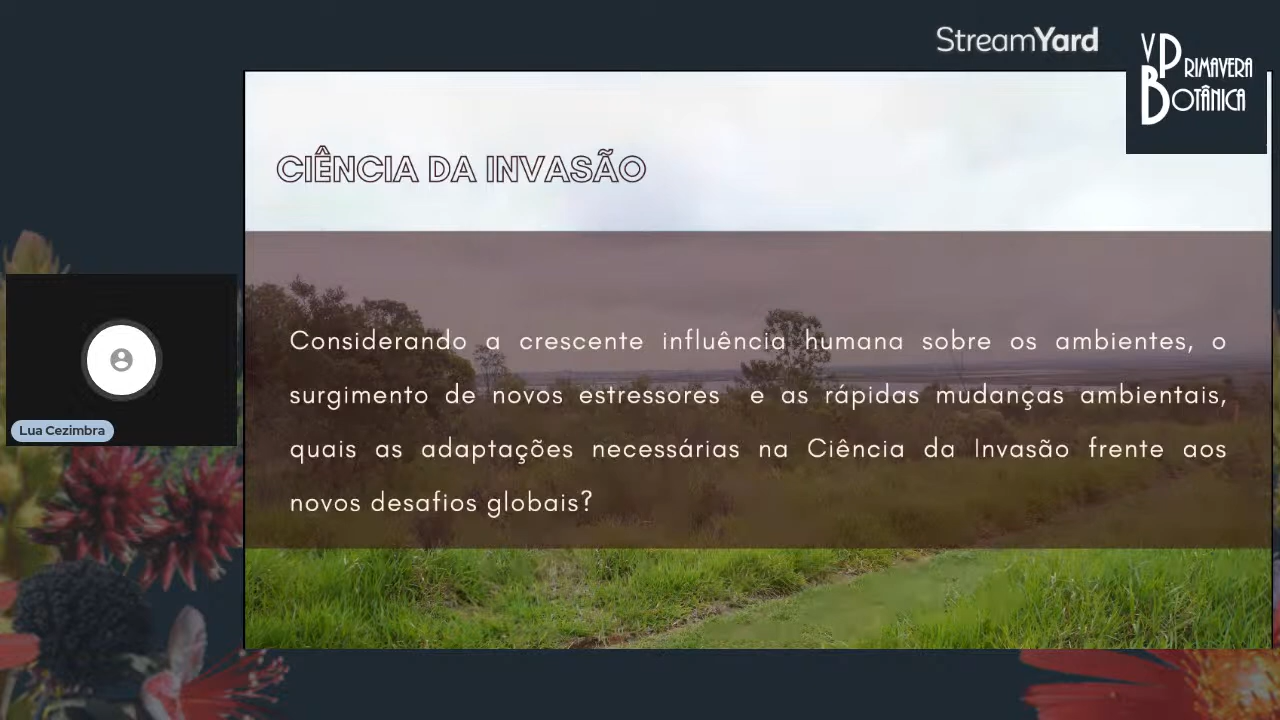 StreamYard
V PRIMAVERA
BOTÂNICA
CIÊNCIA DA INVASÃO
Considerando a crescente influência humana sobre os ambientes, o
surgimento de novos estressores e as rápidas mudanças ambientais,
quais as adaptações necessárias na Ciência da Invasão frente aos
novos desafios globais?
Lua Cezimbra